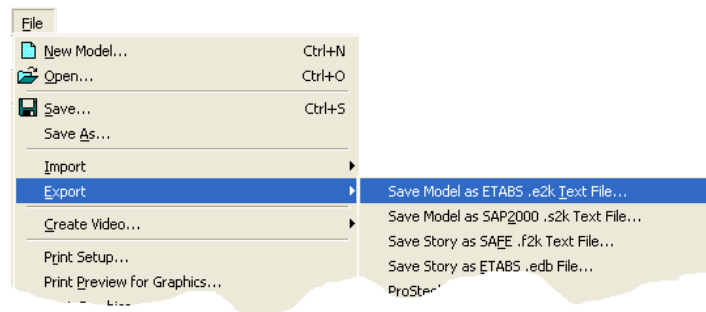 File
New Model... Ctrl+N
Open... Ctrl+O
Save... Ctrl+S
Save As...
Import
Export
Save Model as ETABS .e2k Text File...
Create Video...
Save Model as SAP2000 .s2k Text File...
Save Story as SAFE .f2k Text File...
Print Setup...
Save Story as ETABS .edb File...
Print Preview for Graphics...